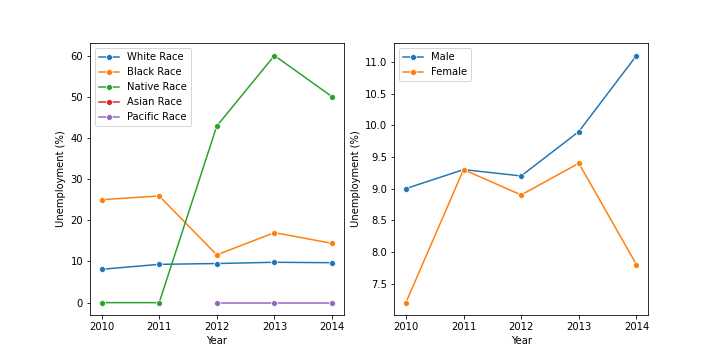 White Race
Black Race
Native Race
Asian Race
Pacific Race
60
50
40
30
20
10
0
Unemployment (%)
2010 2011 2012 2013 2014
Year
Male
Female
11.0
10.5
10.0
9.5
9.0
8.5
8.0
7.5
Unemployment (%)
2010 2011 2012 2013 2014
Year